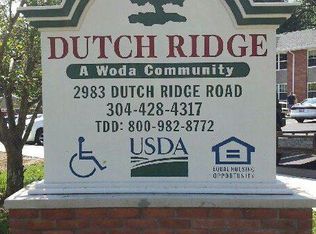 DUTCH RIDGE
A Woda Community
2983 DUTCH RIDGE ROAD
304-428-4317
TDD: 800-982-8772
USDA
EQUAL HOUSING
OPPORTUNITY